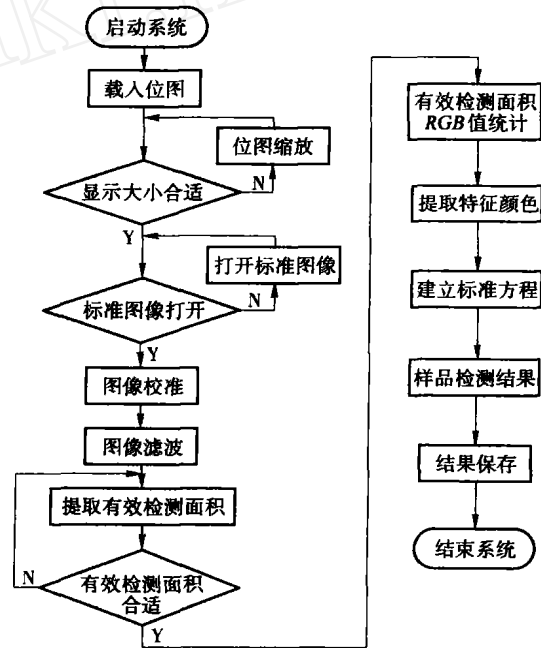 启动系统
载入位图
位图缩放
显示大小合适
N
Y
打开标准图像
标准图像打开
N
Y
图像校准
图像滤波
提取有效检测面积
有效检测面积
合适
N
Y
有效检测面积
RGB值统计
提取特征颜色
建立标准方程
样品检测结果
结果保存
结束系统